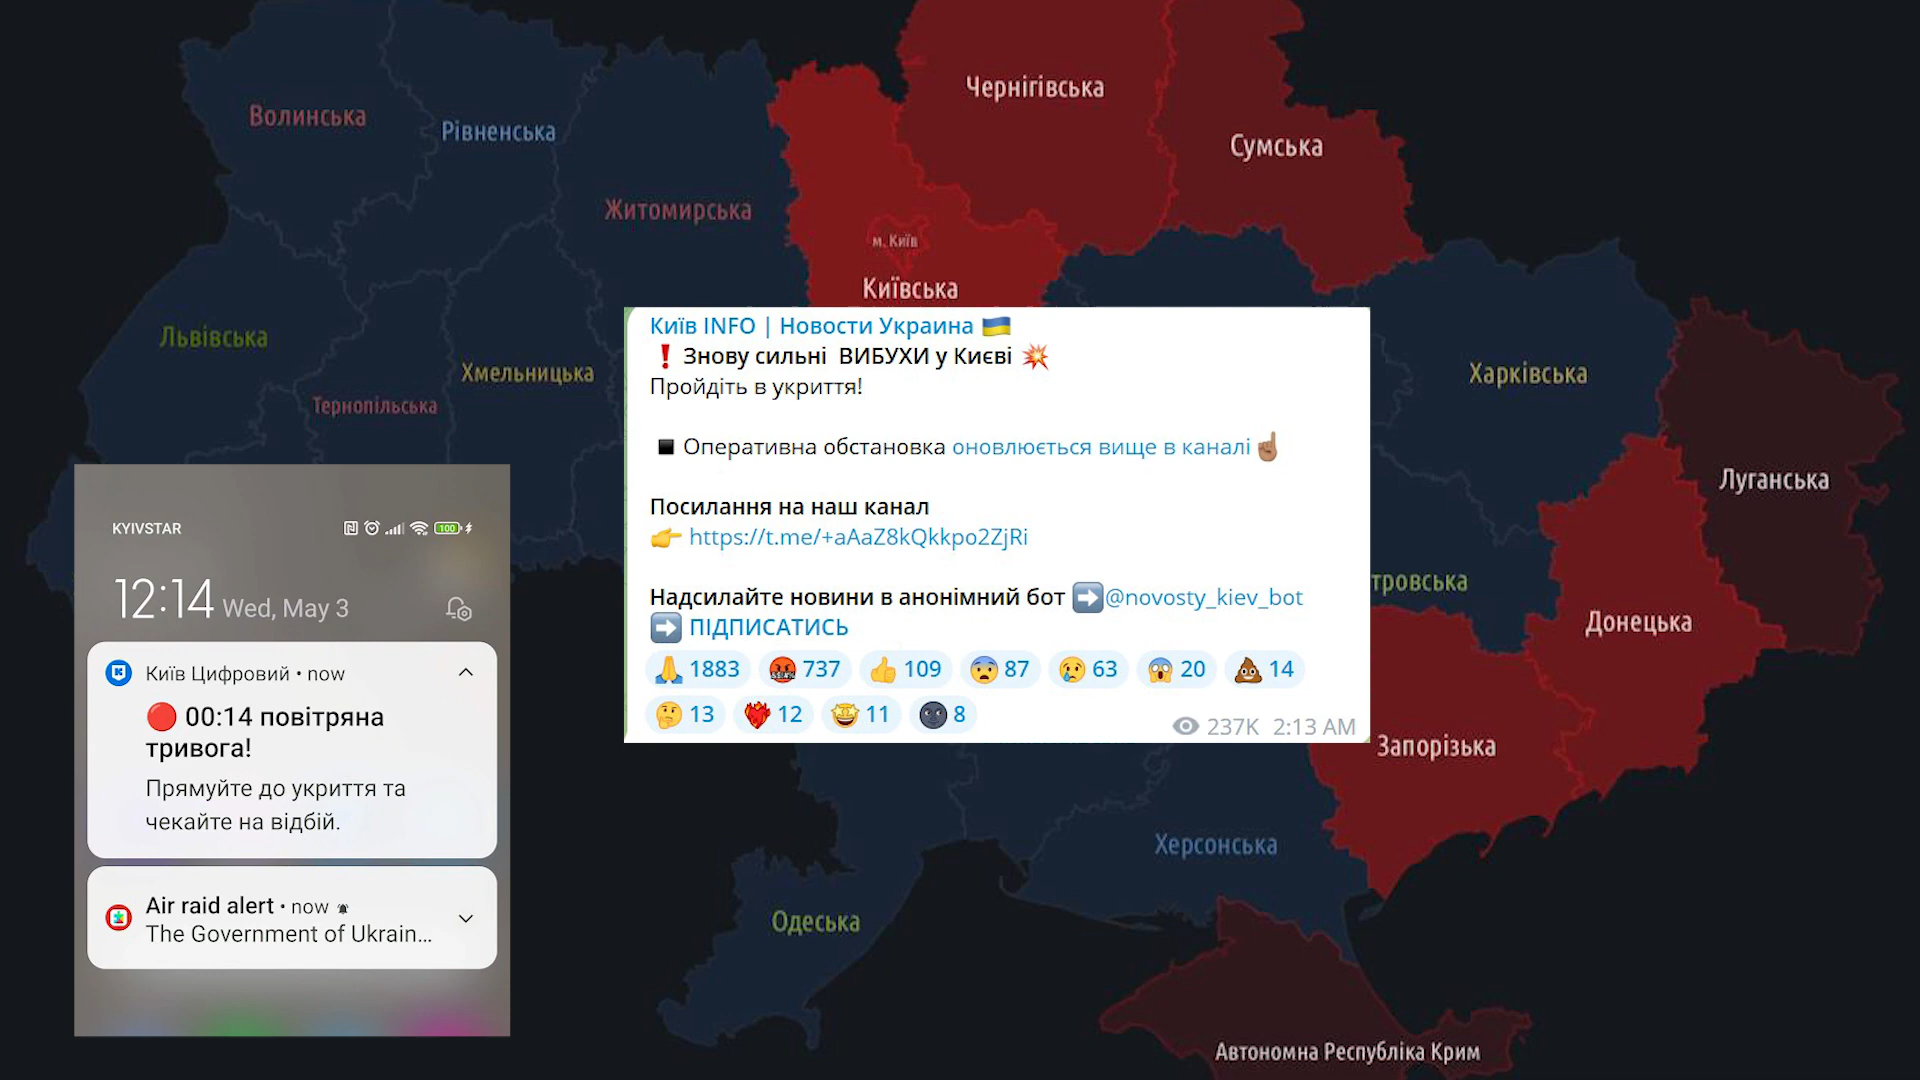 Чернігівська
Сумська
Волинська
Рівненська
Житомирська
м. Київ
Київська
Львівська
Хмельницька
Тернопільська
Харківська
Луганська
тровська
Донецька
Запорізька
Херсонська
Одеська
Автономна Республіка Крим
Київ INFO | Новости Украина 🇺🇦
❗ Знову сильні ВИБУХИ у Києві 💥
Пройдіть в укриття!
◾ Оперативна обстановка оновлюється вище в каналі ☝🏽
Посилання на наш канал
👉 https://t.me/+aAaZ8kQkkpo2ZjRi
Надсилайте новини в анонімний бот ➡️@novosty_kiev_bot
➡️ ПІДПИСАТИСЬ
🙏 1883 🤬 737 👍 109 😨 87 😢 63 😱 20 💩 14
🤔 13 ❤️‍🔥 12 🤩 11 🌚 8
237K 2:13 AM
KYIVSTAR
100
12:14 Wed, May 3
Київ Цифровий • now
🔴 00:14 повітряна
тривога!
Прямуйте до укриття та
чекайте на відбій.
Air raid alert • now
The Government of Ukrain...